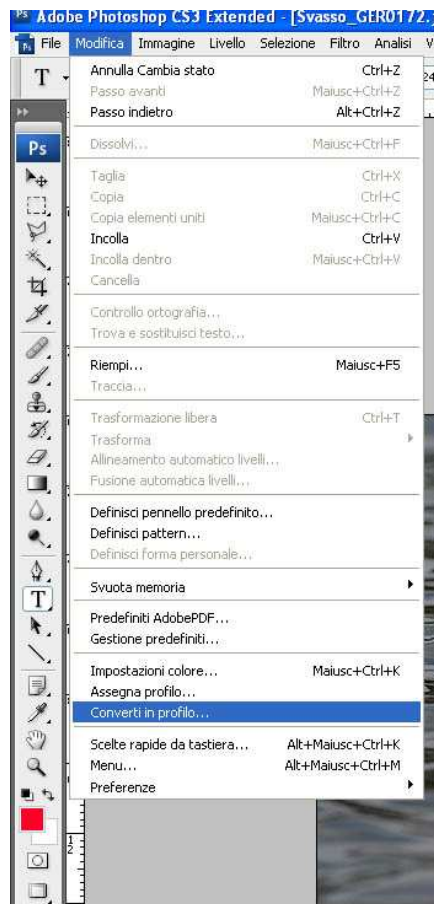 Ps Adobe Photoshop CS3 Extended - [Svasso_GER0172.
File Modifica Immagine Livello Selezione Filtro Analisi V
T 24
Annulla Cambia stato Ctrl+Z
Passo avanti Maiusc+Ctrl+Z
Passo indietro Alt+Ctrl+Z
Dissolvi... Maiusc+Ctrl+F
Ps
Taglia Ctrl+X
Copia Ctrl+C
Copia elementi uniti Maiusc+Ctrl+C
Incolla Ctrl+V
Incolla dentro Maiusc+Ctrl+V
Cancella
Controllo ortografia...
Trova e sostituisci testo...
Riempi... Maiusc+F5
Traccia...
Trasformazione libera Ctrl+T
Trasforma
Allineamento automatico livelli...
Fusione automatica livelli...
Definisci pennello predefinito...
Definisci pattern...
Definisci forma personale...
Svuota memoria
T
Predefiniti AdobePDF...
Gestione predefiniti...
Impostazioni colore... Maiusc+Ctrl+K
Assegna profilo...
Converti in profilo...
Scelte rapide da tastiera... Alt+Maiusc+Ctrl+K
Menu... Alt+Maiusc+Ctrl+M
Preferenze
1
2